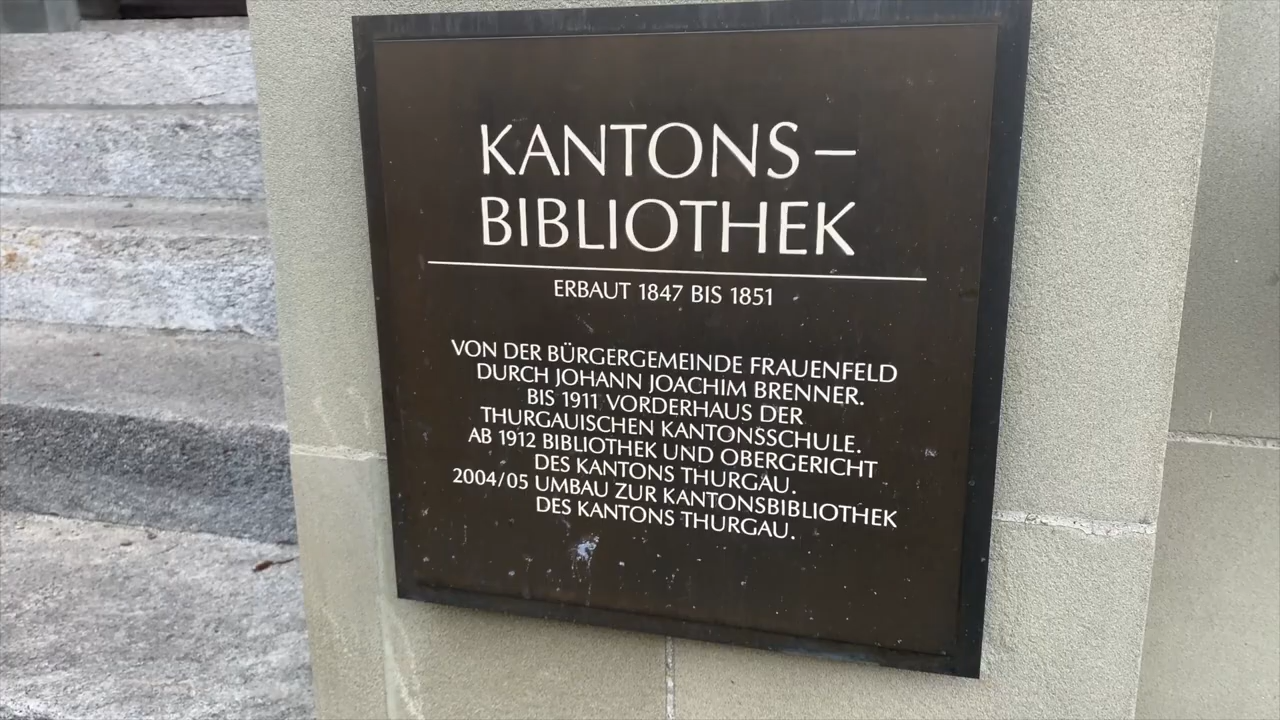 KANTONS–
BIBLIOTHEK
ERBAUT 1847 BIS 1851
VON DER BÜRGERGEMEINDE FRAUENFELD
DURCH JOHANN JOACHIM BRENNER.
BIS 1911 VORDERHAUS DER
THURGAUISCHEN KANTONSSCHULE.
AB 1912 BIBLIOTHEK UND OBERGERICHT
DES KANTONS THURGAU.
2004/05 UMBAU ZUR KANTONSBIBLIOTHEK
DES KANTONS THURGAU.